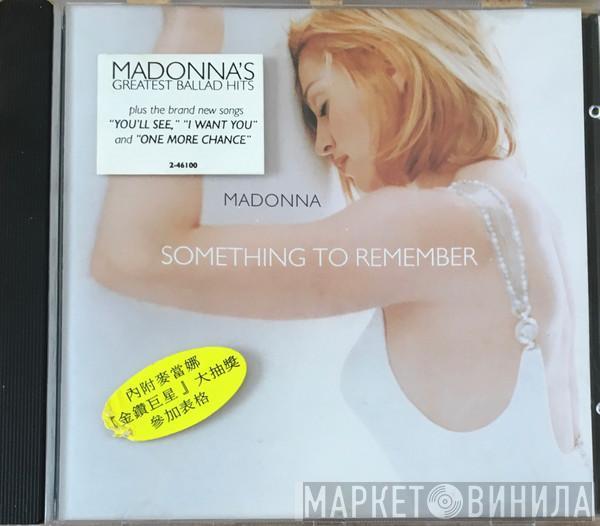 MADONNA'S
GREATEST BALLAD HITS
plus the brand new songs
"YOU'LL SEE," "I WANT YOU"
and "ONE MORE CHANCE"
2-46100
MADONNA
SOMETHING TO REMEMBER
內附麥當娜
『金鑽巨星』大抽獎
參加表格
МАРКЕТ ВИНИЛА